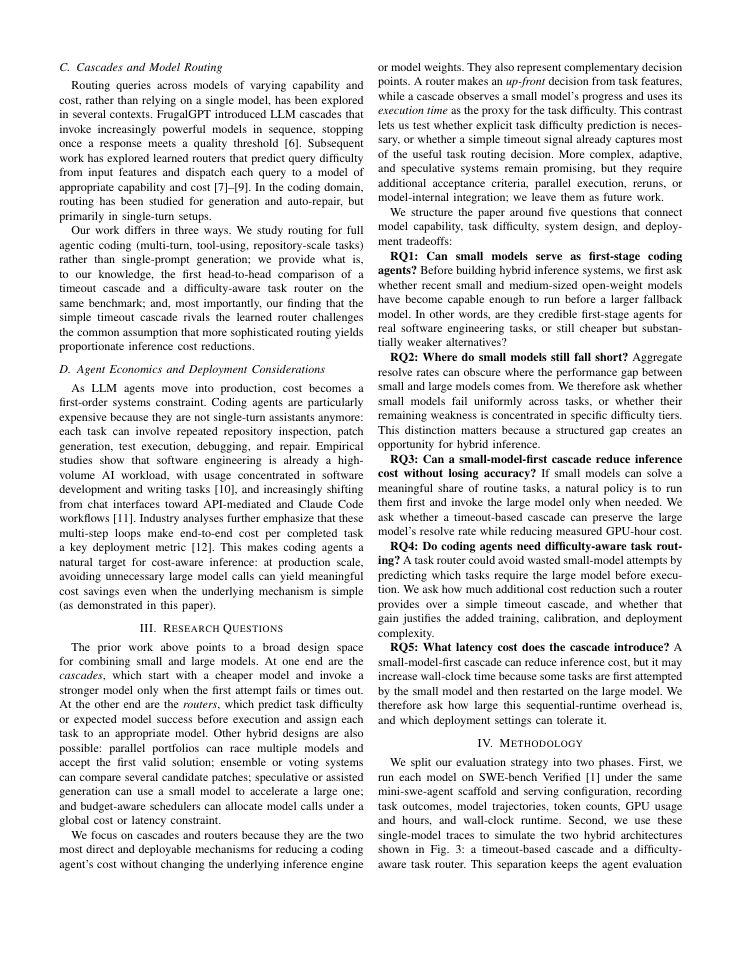 C. Cascades and Model Routing
Routing queries across models of varying capability and
cost, rather than relying on a single model, has been explored
in several contexts. FrugalGPT introduced LLM cascades that
invoke increasingly powerful models in sequence, stopping
once a response meets a quality threshold [6]. Subsequent
work has explored learned routers that predict query difficulty
from input features and dispatch each query to a model of
appropriate capability and cost [7]–[9]. In the coding domain,
routing has been studied for generation and auto-repair, but
primarily in single-turn setups.
Our work differs in three ways. We study routing for full
agentic coding (multi-turn, tool-using, repository-scale tasks)
rather than single-prompt generation; we provide what is,
to our knowledge, the first head-to-head comparison of a
timeout cascade and a difficulty-aware task router on the
same benchmark; and, most importantly, our finding that the
simple timeout cascade rivals the learned router challenges
the common assumption that more sophisticated routing yields
proportionate inference cost reductions.
D. Agent Economics and Deployment Considerations
As LLM agents move into production, cost becomes a
first-order systems constraint. Coding agents are particularly
expensive because they are not single-turn assistants anymore:
each task can involve repeated repository inspection, patch
generation, test execution, debugging, and repair. Empirical
studies show that software engineering is already a high-
volume AI workload, with usage concentrated in software
development and writing tasks [10], and increasingly shifting
from chat interfaces toward API-mediated and Claude Code
workflows [11]. Industry analyses further emphasize that these
multi-step loops make end-to-end cost per completed task
a key deployment metric [12]. This makes coding agents a
natural target for cost-aware inference: at production scale,
avoiding unnecessary large model calls can yield meaningful
cost savings even when the underlying mechanism is simple
(as demonstrated in this paper).
III. RESEARCH QUESTIONS
The prior work above points to a broad design space
for combining small and large models. At one end are the
cascades, which start with a cheaper model and invoke a
stronger model only when the first attempt fails or times out.
At the other end are the routers, which predict task difficulty
or expected model success before execution and assign each
task to an appropriate model. Other hybrid designs are also
possible: parallel portfolios can race multiple models and
accept the first valid solution; ensemble or voting systems
can compare several candidate patches; speculative or assisted
generation can use a small model to accelerate a large one;
and budget-aware schedulers can allocate model calls under a
global cost or latency constraint.
We focus on cascades and routers because they are the two
most direct and deployable mechanisms for reducing a coding
agent's cost without changing the underlying inference engine
or model weights. They also represent complementary decision
points. A router makes an up-front decision from task features,
while a cascade observes a small model's progress and uses its
execution time as the proxy for the task difficulty. This contrast
lets us test whether explicit task difficulty prediction is neces-
sary, or whether a simple timeout signal already captures most
of the useful task routing decision. More complex, adaptive,
and speculative systems remain promising, but they require
additional acceptance criteria, parallel execution, reruns, or
model-internal integration; we leave them as future work.
We structure the paper around five questions that connect
model capability, task difficulty, system design, and deploy-
ment tradeoffs:
RQ1: Can small models serve as first-stage coding
agents? Before building hybrid inference systems, we first ask
whether recent small and medium-sized open-weight models
have become capable enough to run before a larger fallback
model. In other words, are they credible first-stage agents for
real software engineering tasks, or still cheaper but substan-
tially weaker alternatives?
RQ2: Where do small models still fall short? Aggregate
resolve rates can obscure where the performance gap between
small and large models comes from. We therefore ask whether
small models fail uniformly across tasks, or whether their
remaining weakness is concentrated in specific difficulty tiers.
This distinction matters because a structured gap creates an
opportunity for hybrid inference.
RQ3: Can a small-model-first cascade reduce inference
cost without losing accuracy? If small models can solve a
meaningful share of routine tasks, a natural policy is to run
them first and invoke the large model only when needed. We
ask whether a timeout-based cascade can preserve the large
model's resolve rate while reducing measured GPU-hour cost.
RQ4: Do coding agents need difficulty-aware task rout-
ing? A task router could avoid wasted small-model attempts by
predicting which tasks require the large model before execu-
tion. We ask how much additional cost reduction such a router
provides over a simple timeout cascade, and whether that
gain justifies the added training, calibration, and deployment
complexity.
RQ5: What latency cost does the cascade introduce? A
small-model-first cascade can reduce inference cost, but it may
increase wall-clock time because some tasks are first attempted
by the small model and then restarted on the large model. We
therefore ask how large this sequential-runtime overhead is,
and which deployment settings can tolerate it.
IV. METHODOLOGY
We split our evaluation strategy into two phases. First, we
run each model on SWE-bench Verified [1] under the same
mini-swe-agent scaffold and serving configuration, recording
task outcomes, model trajectories, token counts, GPU usage
and hours, and wall-clock runtime. Second, we use these
single-model traces to simulate the two hybrid architectures
shown in Fig. 3: a timeout-based cascade and a difficulty-
aware task router. This separation keeps the agent evaluation